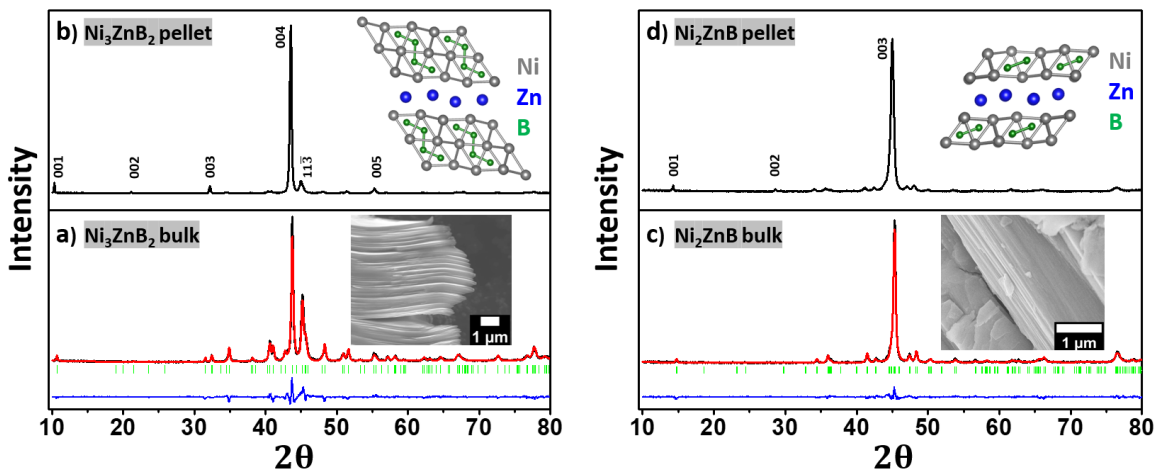 b) Ni₃ZnB₂ pellet
004
001
002
003
11̅3
005
Ni
Zn
B
Intensity
a) Ni₃ZnB₂ bulk
1 µm
10 20 30 40 50 60 70 80
2θ
d) Ni₂ZnB pellet
003
001
002
Ni
Zn
B
Intensity
c) Ni₂ZnB bulk
1 µm
10 20 30 40 50 60 70 80
2θ